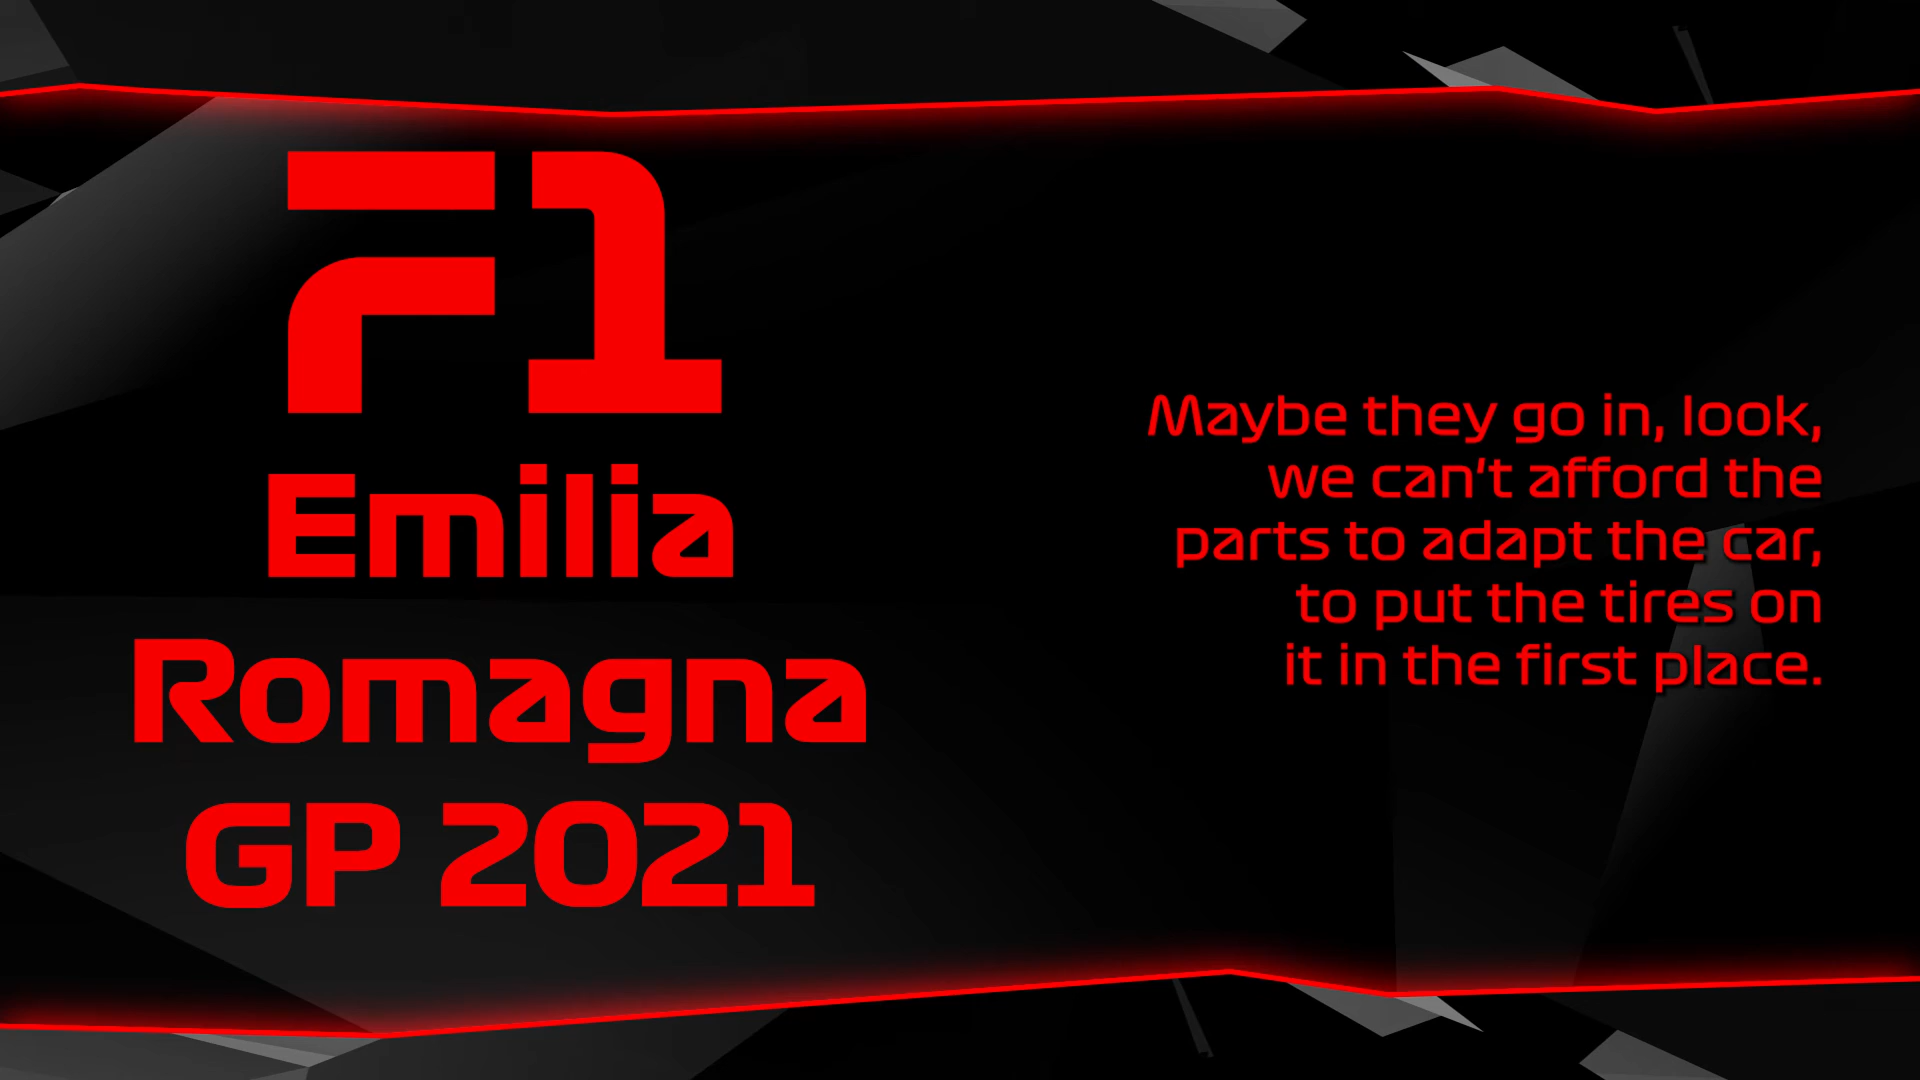 F1
Emilia
Romagna
GP 2021
Maybe they go in, look,
we can't afford the
parts to adapt the car,
to put the tires on
it in the first place.